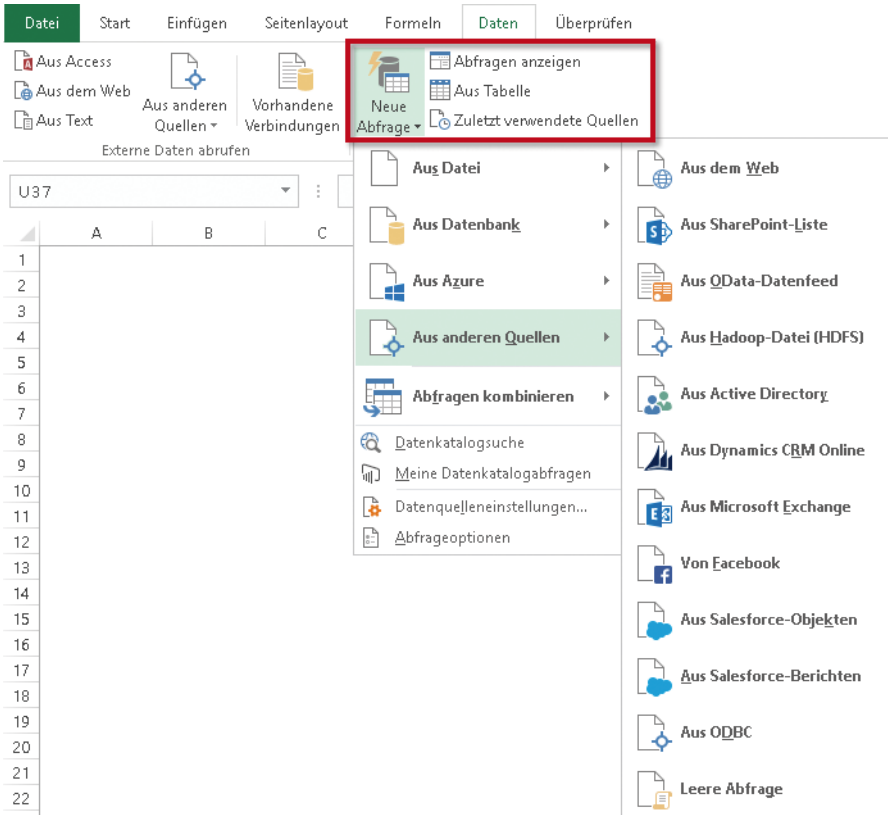 Datei Start Einfügen Seitenlayout Formeln Daten Überprüfen
Aus Access
Aus dem Web
Aus Text
Aus anderen
Quellen
Vorhandene
Verbindungen
Externe Daten abrufen
Neue
Abfrage
Abfragen anzeigen
Aus Tabelle
Zuletzt verwendete Quellen
U37
A B C
1
2
3
4
5
6
7
8
9
10
11
12
13
14
15
16
17
18
19
20
21
22
Aus Datei
Aus Datenbank
Aus Azure
Aus anderen Quellen
Abfragen kombinieren
Datenkatalogsuche
Meine Datenkatalogabfragen
Datenquelleneinstellungen...
Abfrageoptionen
Aus dem Web
Aus SharePoint-Liste
Aus OData-Datenfeed
Aus Hadoop-Datei (HDFS)
Aus Active Directory
Aus Dynamics CRM Online
Aus Microsoft Exchange
Von Facebook
Aus Salesforce-Objekten
Aus Salesforce-Berichten
Aus ODBC
Leere Abfrage